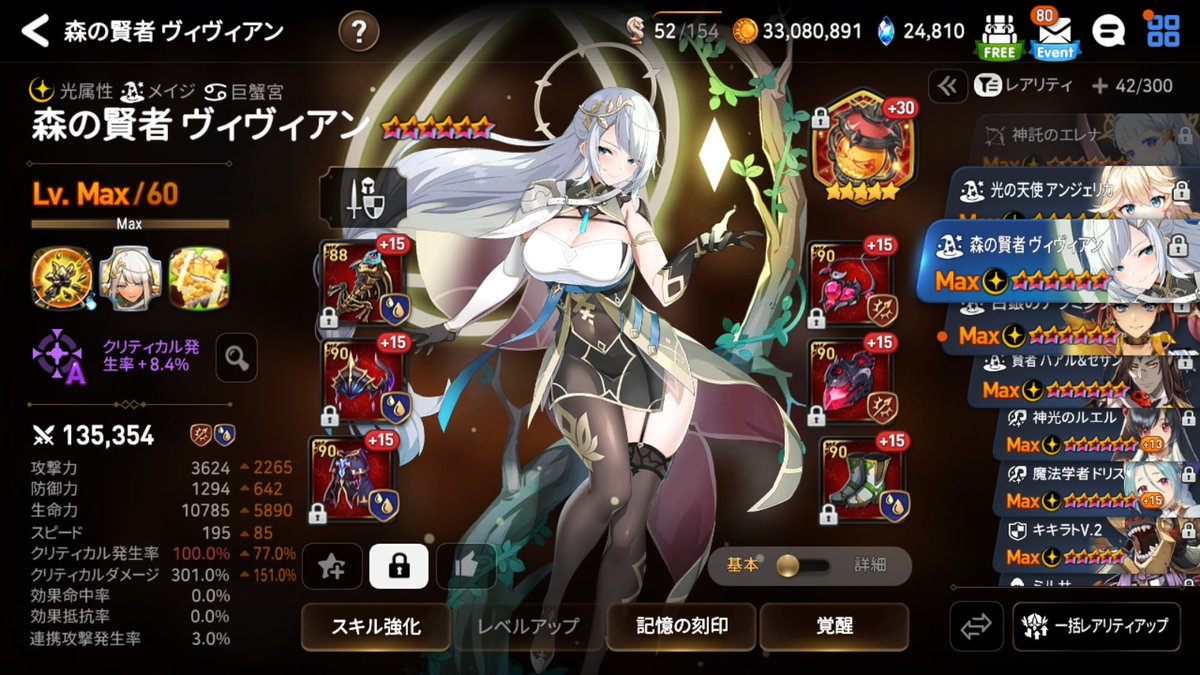 森の賢者 ヴィヴィアン
?
52/154
33,080,891
24,810
FREE
80
Event
光属性 メイジ 巨蟹宮
森の賢者 ヴィヴィアン
Lv. Max/60
Max
A
クリティカル発
生率 + 8.4%
135,354
攻撃力 3624 2265
防御力 1294 642
生命力 10785 5890
スピード 195 85
クリティカル発生率 100.0% 77.0%
クリティカルダメージ 301.0% 151.0%
効果命中率 0.0%
効果抵抗率 0.0%
連携攻撃発生率 3.0%
88 +15
90 +15
90 +15
+30
90 +15
90 +15
90 +15
基本 詳細
スキル強化
レベルアップ
記憶の刻印
覚醒
レアリティ
42/300
神託のエレナ
Max
光の天使 アンジェリカ
森の賢者 ヴィヴィアン
Max
Max
賢者 バアル&セザン
Max
神光のルエル
Max +13
魔法学者ドリス
Max +15
キキラトV.2
Max
一括レアリティアップ